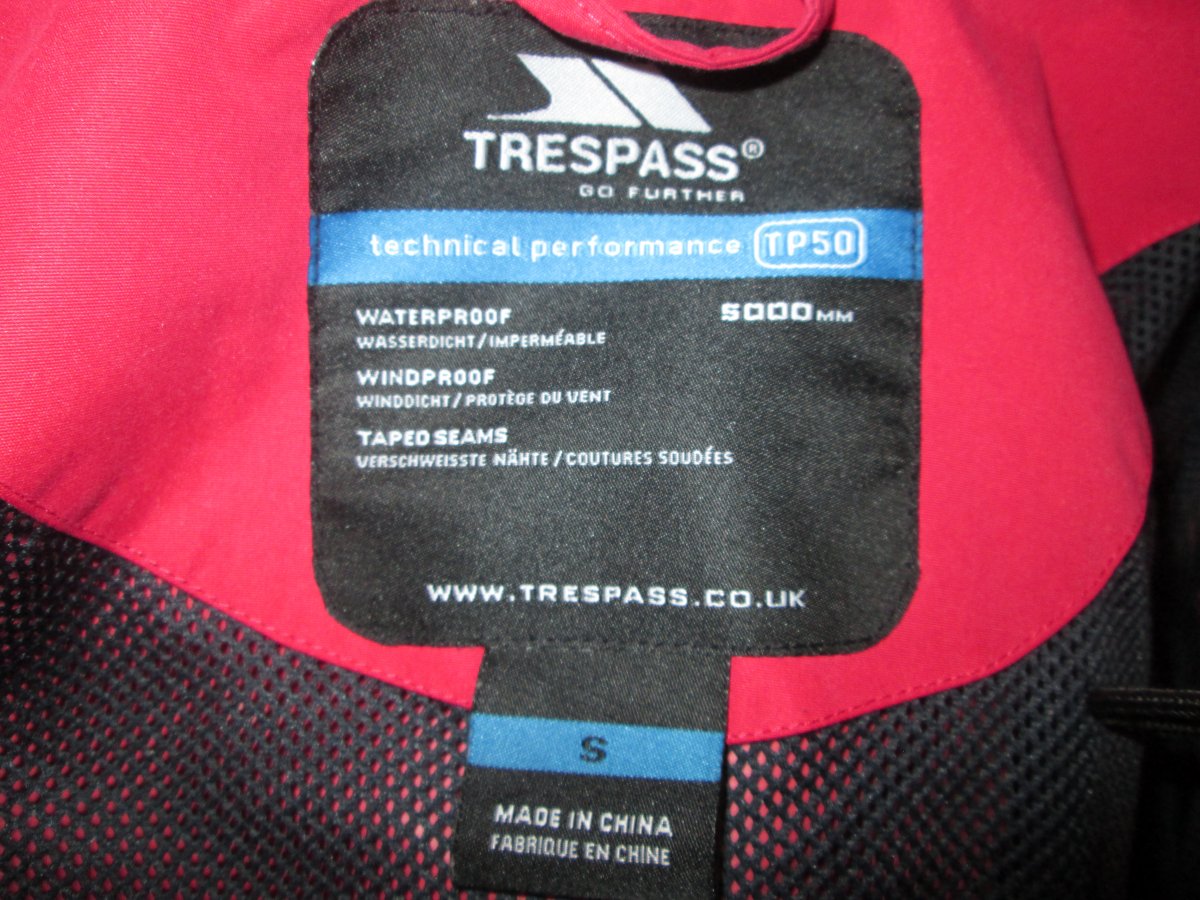 TRESPASS®
GO FURTHER
technical performance TP50
WATERPROOF 5000MM
WASSERDICHT/IMPERMÉABLE
WINDPROOF
WINDDICHT/PROTÈGE DU VENT
TAPED SEAMS
VERSCHWEISSTE NÄHTE/COUTURES SOUDÉES
WWW.TRESPASS.CO.UK
S
MADE IN CHINA
FABRIQUE EN CHINE